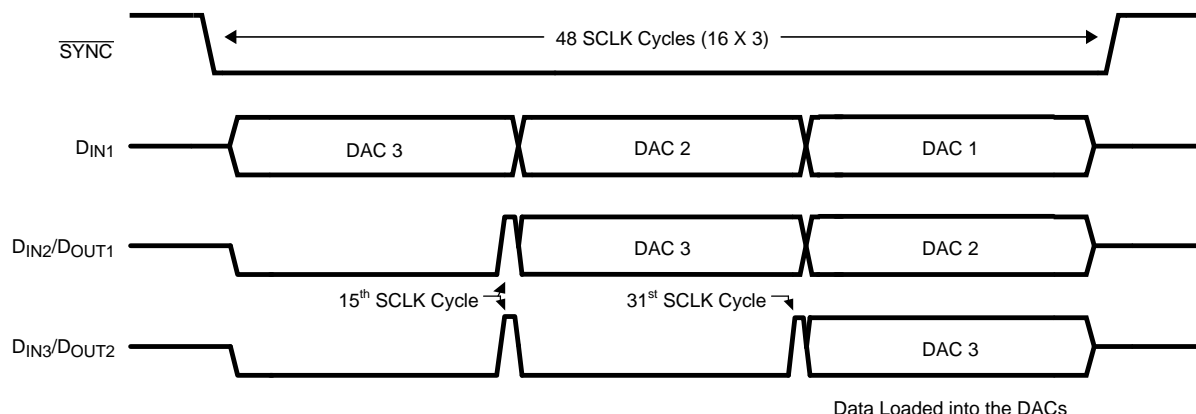 48 SCLK Cycles (16 X 3)
SYNC
DIN1
DAC 3
DAC 2
DAC 1
DIN2/DOUT1
DAC 3
DAC 2
15th SCLK Cycle
31st SCLK Cycle
DIN3/DOUT2
DAC 3
Data Loaded into the DACs